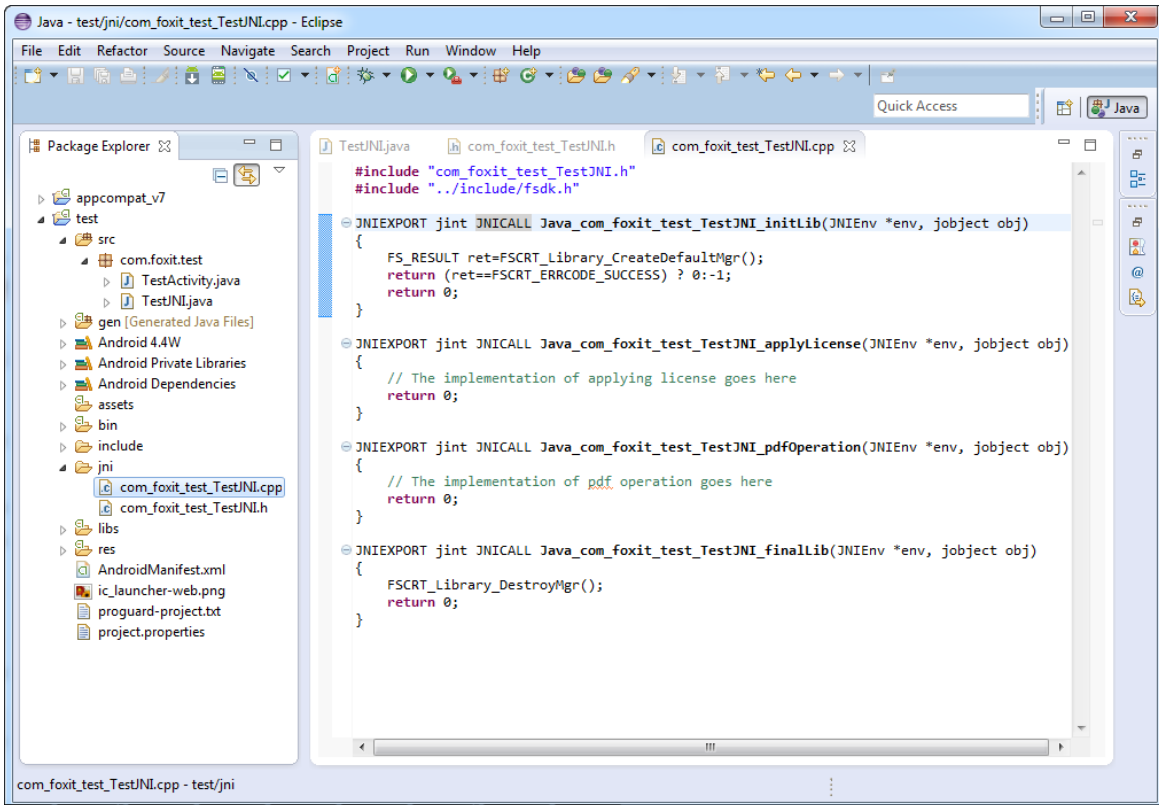 Java - test/jni/com_foxit_test_TestJNI.cpp - Eclipse
File Edit Refactor Source Navigate Search Project Run Window Help
Quick Access
Java
Package Explorer
appcompat_v7
test
src
com.foxit.test
TestActivity.java
TestJNI.java
gen [Generated Java Files]
Android 4.4W
Android Private Libraries
Android Dependencies
assets
bin
include
jni
com_foxit_test_TestJNI.cpp
com_foxit_test_TestJNI.h
libs
res
AndroidManifest.xml
ic_launcher-web.png
proguard-project.txt
project.properties
TestJNI.java com_foxit_test_TestJNI.h com_foxit_test_TestJNI.cpp
#include "com_foxit_test_TestJNI.h"
#include "../include/fsdk.h"
JNIEXPORT jint JNICALL Java_com_foxit_test_TestJNI_initLib(JNIEnv *env, jobject obj)
{
FS_RESULT ret=FSCRT_Library_CreateDefaultMgr();
return (ret==FSCRT_ERRCODE_SUCCESS) ? 0:-1;
return 0;
}
JNIEXPORT jint JNICALL Java_com_foxit_test_TestJNI_applyLicense(JNIEnv *env, jobject obj)
{
// The implementation of applying license goes here
return 0;
}
JNIEXPORT jint JNICALL Java_com_foxit_test_TestJNI_pdfOperation(JNIEnv *env, jobject obj)
{
// The implementation of pdf operation goes here
return 0;
}
JNIEXPORT jint JNICALL Java_com_foxit_test_TestJNI_finalLib(JNIEnv *env, jobject obj)
{
FSCRT_Library_DestroyMgr();
return 0;
}
com_foxit_test_TestJNI.cpp - test/jni